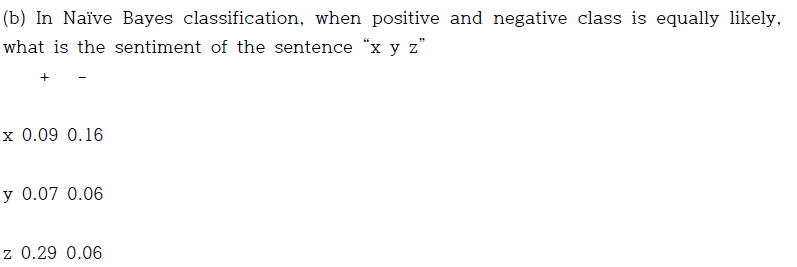 (b) In Naïve Bayes classification, when positive and negative class is equally likely,
what is the sentiment of the sentence “x y z”
+ -
x 0.09 0.16
y 0.07 0.06
z 0.29 0.06